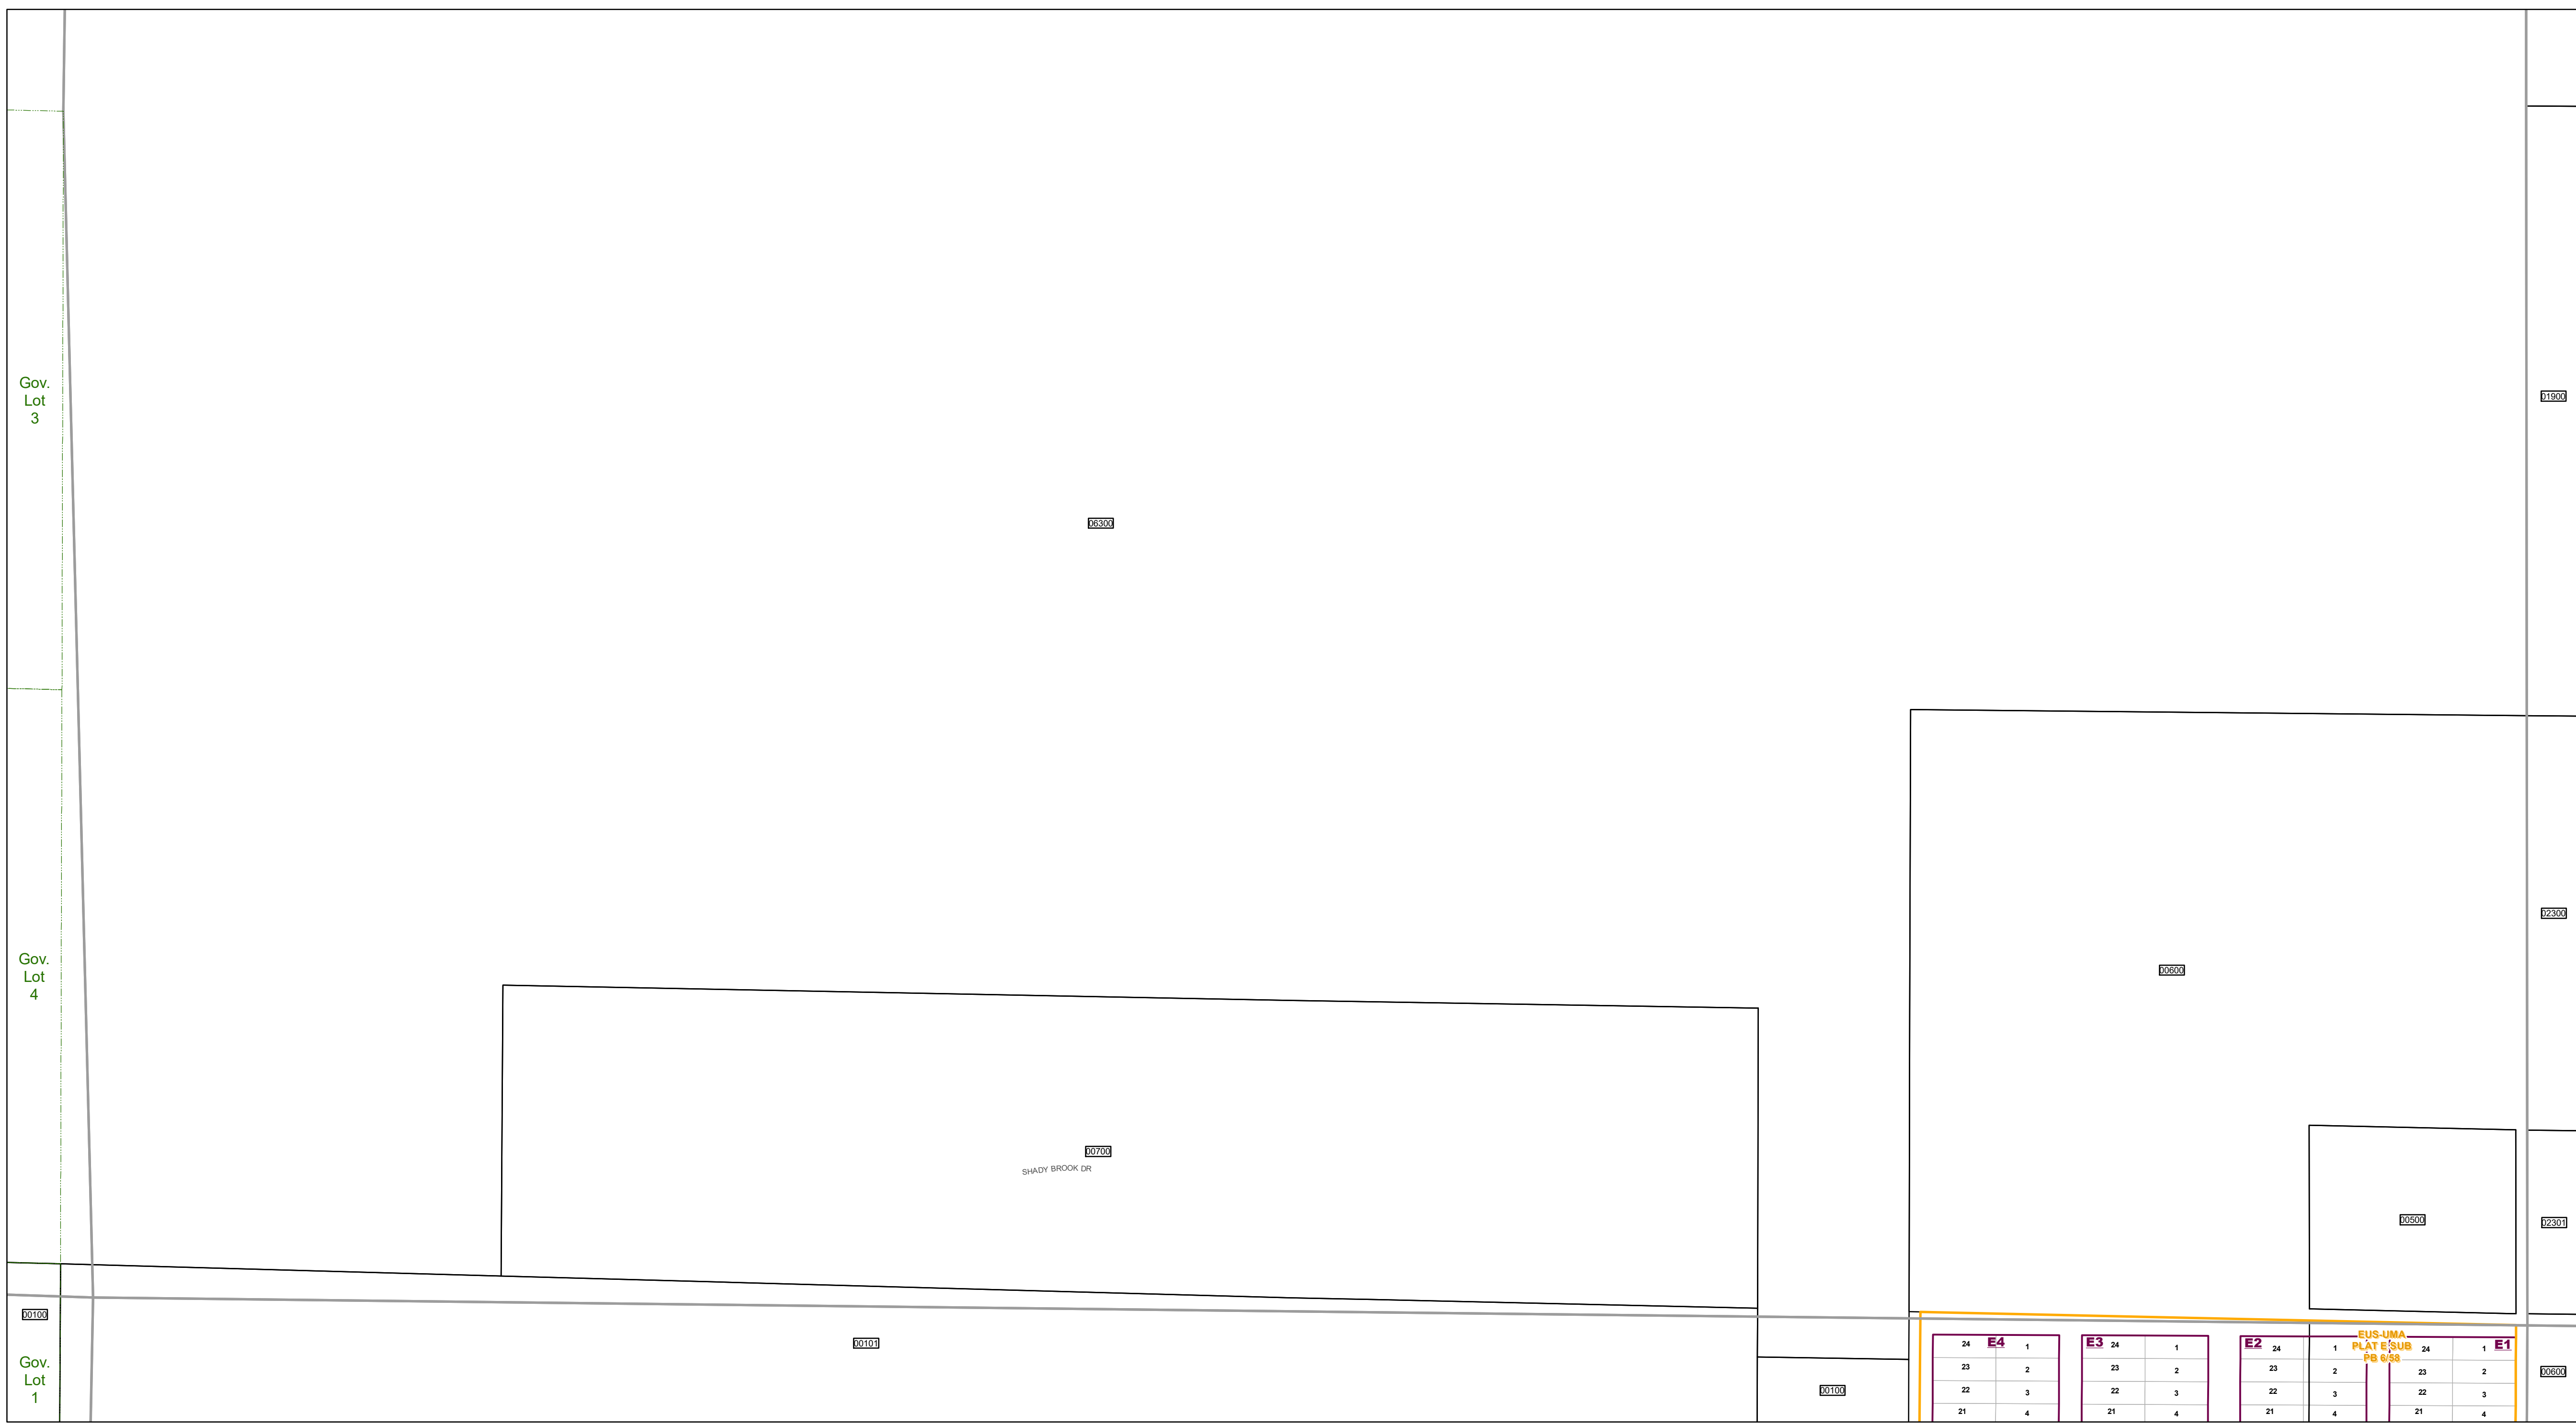 Gov.
Lot
3
01900
06300
02300
Gov.
Lot
4
00600
00700
SHADY BROOK DR
00500
02301
00100
00101
Gov.
Lot
1
00100
24 E4 1
23 2
22 3
21 4
E3 24 1
23 2
22 3
21 4
E2 24 1
23 2
22 3
21 4
EUS-UMA
PLAT E SUB
PB 6/58
24 1 E1
23 2
22 3
21 4
00600